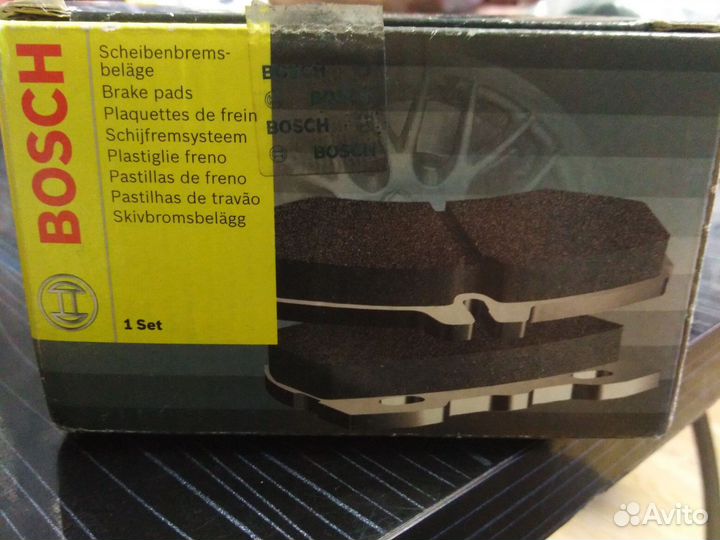 BOSCH
Scheibenbrems-
beläge
Brake pads
Plaquettes de frein
Schijfremsysteem
Plastiglie freno
Pastillas de freno
Pastilhas de travão
Skivbromsbelägg
1 Set
BOSCH
BOSCH
BOSCH
BOSCH
Avito